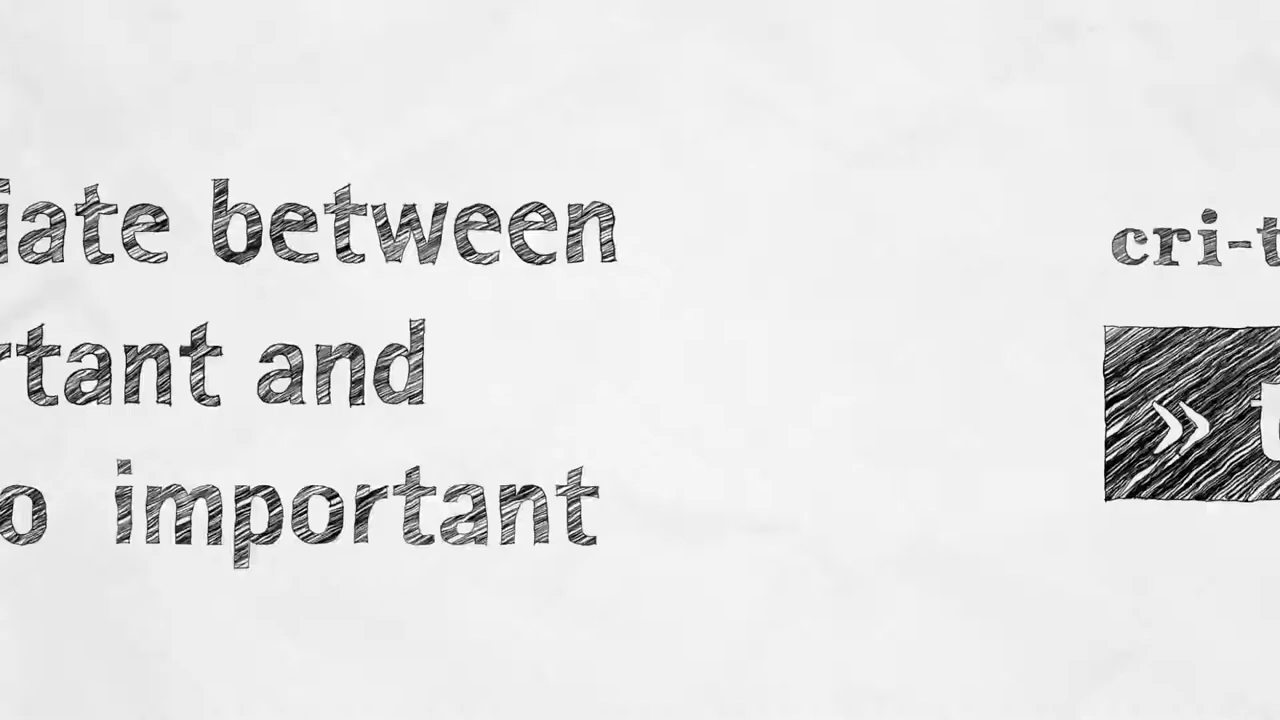 iate between
rtant and
o important
cri-t
» t